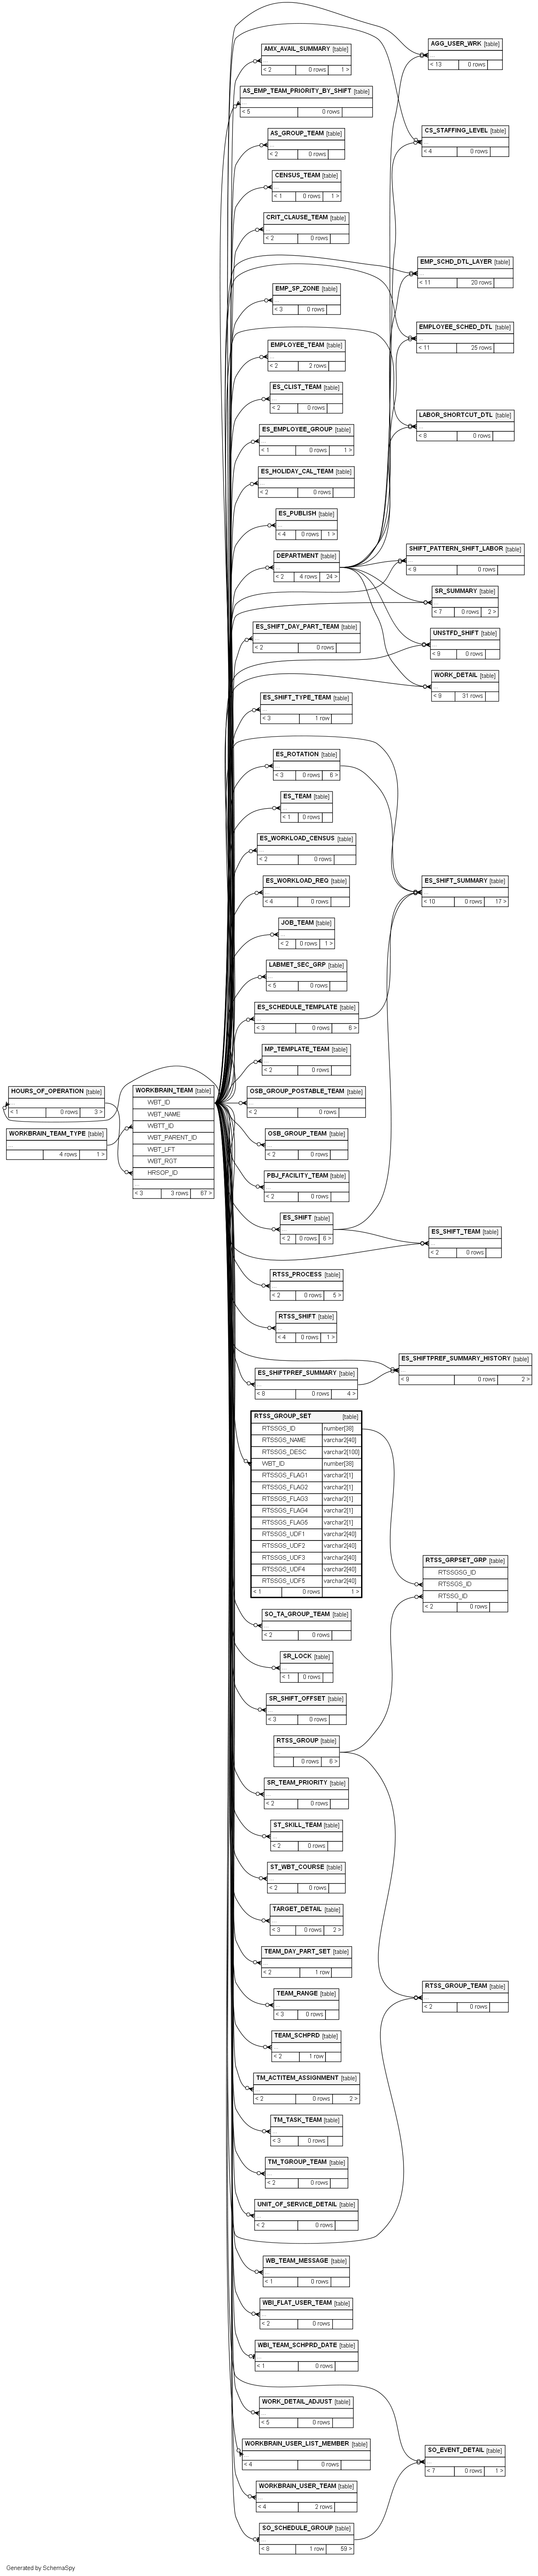 AGG_USER_WRK [table]
...
< 13 0 rows
AMX_AVAIL_SUMMARY [table]
...
< 2 0 rows 1 >
AS_EMP_TEAM_PRIORITY_BY_SHIFT [table]
...
< 5 0 rows
CS_STAFFING_LEVEL [table]
...
< 4 0 rows
AS_GROUP_TEAM [table]
...
< 2 0 rows
CENSUS_TEAM [table]
...
< 1 0 rows 1 >
CRIT_CLAUSE_TEAM [table]
...
< 2 0 rows
EMP_SCHD_DTL_LAYER [table]
...
< 11 20 rows
EMP_SP_ZONE [table]
...
< 3 0 rows
EMPLOYEE_SCHED_DTL [table]
...
< 11 25 rows
EMPLOYEE_TEAM [table]
...
< 2 2 rows
ES_CLIST_TEAM [table]
...
< 2 0 rows
LABOR_SHORTCUT_DTL [table]
...
< 8 0 rows
ES_EMPLOYEE_GROUP [table]
...
< 1 0 rows 1 >
ES_HOLIDAY_CAL_TEAM [table]
...
< 2 0 rows
ES_PUBLISH [table]
...
< 4 0 rows 1 >
SHIFT_PATTERN_SHIFT_LABOR [table]
...
< 9 0 rows
DEPARTMENT [table]
...
< 2 4 rows 24 >
SR_SUMMARY [table]
...
< 7 0 rows 2 >
ES_SHIFT_DAY_PART_TEAM [table]
...
< 2 0 rows
UNSTFD_SHIFT [table]
...
< 9 0 rows
WORK_DETAIL [table]
...
< 9 31 rows
ES_SHIFT_TYPE_TEAM [table]
...
< 3 1 row
ES_ROTATION [table]
...
< 3 0 rows 6 >
ES_TEAM [table]
...
< 1 0 rows
ES_WORKLOAD_CENSUS [table]
...
< 2 0 rows
ES_WORKLOAD_REQ [table]
...
< 4 0 rows
ES_SHIFT_SUMMARY [table]
...
< 10 0 rows 17 >
JOB_TEAM [table]
...
< 2 0 rows 1 >
LABMET_SEC_GRP [table]
...
< 5 0 rows
ES_SCHEDULE_TEMPLATE [table]
...
< 3 0 rows 6 >
MP_TEMPLATE_TEAM [table]
...
< 2 0 rows
HOURS_OF_OPERATION [table]
...
< 1 0 rows 3 >
WORKBRAIN_TEAM_TYPE [table]
...
4 rows 1 >
WORKBRAIN_TEAM [table]
WBT_ID
WBT_NAME
WBTT_ID
WBT_PARENT_ID
WBT_LFT
WBT_RGT
HRSOP_ID
...
< 3 3 rows 67 >
OSB_GROUP_POSTABLE_TEAM [table]
...
< 2 0 rows
OSB_GROUP_TEAM [table]
...
< 2 0 rows
PBJ_FACILITY_TEAM [table]
...
< 2 0 rows
ES_SHIFT [table]
...
< 2 0 rows 6 >
ES_SHIFT_TEAM [table]
...
< 2 0 rows
RTSS_PROCESS [table]
...
< 2 0 rows 5 >
RTSS_SHIFT [table]
...
< 4 0 rows 1 >
ES_SHIFTPREF_SUMMARY [table]
...
< 8 0 rows 4 >
ES_SHIFTPREF_SUMMARY_HISTORY [table]
...
< 9 0 rows 2 >
RTSS_GROUP_SET [table]
RTSSGS_ID number[38]
RTSSGS_NAME varchar2[40]
RTSSGS_DESC varchar2[100]
WBT_ID number[38]
RTSSGS_FLAG1 varchar2[1]
RTSSGS_FLAG2 varchar2[1]
RTSSGS_FLAG3 varchar2[1]
RTSSGS_FLAG4 varchar2[1]
RTSSGS_FLAG5 varchar2[1]
RTSSGS_UDF1 varchar2[40]
RTSSGS_UDF2 varchar2[40]
RTSSGS_UDF3 varchar2[40]
RTSSGS_UDF4 varchar2[40]
RTSSGS_UDF5 varchar2[40]
< 1 0 rows 1 >
RTSS_GRPSET_GRP [table]
RTSSGSG_ID
RTSSGS_ID
RTSSG_ID
< 2 0 rows
SO_TA_GROUP_TEAM [table]
...
< 2 0 rows
SR_LOCK [table]
...
< 1 0 rows
SR_SHIFT_OFFSET [table]
...
< 3 0 rows
RTSS_GROUP [table]
...
0 rows 6 >
SR_TEAM_PRIORITY [table]
...
< 2 0 rows
ST_SKILL_TEAM [table]
...
< 2 0 rows
ST_WBT_COURSE [table]
...
< 2 0 rows
TARGET_DETAIL [table]
...
< 3 0 rows 2 >
TEAM_DAY_PART_SET [table]
...
< 2 1 row
RTSS_GROUP_TEAM [table]
...
< 2 0 rows
TEAM_RANGE [table]
...
< 3 0 rows
TEAM_SCHPRD [table]
...
< 2 1 row
TM_ACTITEM_ASSIGNMENT [table]
...
< 2 0 rows 2 >
TM_TASK_TEAM [table]
...
< 3 0 rows
TM_TGROUP_TEAM [table]
...
< 2 0 rows
UNIT_OF_SERVICE_DETAIL [table]
...
< 2 0 rows
WB_TEAM_MESSAGE [table]
...
< 1 0 rows
WBI_FLAT_USER_TEAM [table]
...
< 2 0 rows
WBI_TEAM_SCHPRD_DATE [table]
...
< 1 0 rows
WORK_DETAIL_ADJUST [table]
...
< 5 0 rows
WORKBRAIN_USER_LIST_MEMBER [table]
...
< 4 0 rows
SO_EVENT_DETAIL [table]
...
< 7 0 rows 1 >
WORKBRAIN_USER_TEAM [table]
...
< 4 2 rows
SO_SCHEDULE_GROUP [table]
...
< 8 1 row 59 >
Generated by SchemaSpy